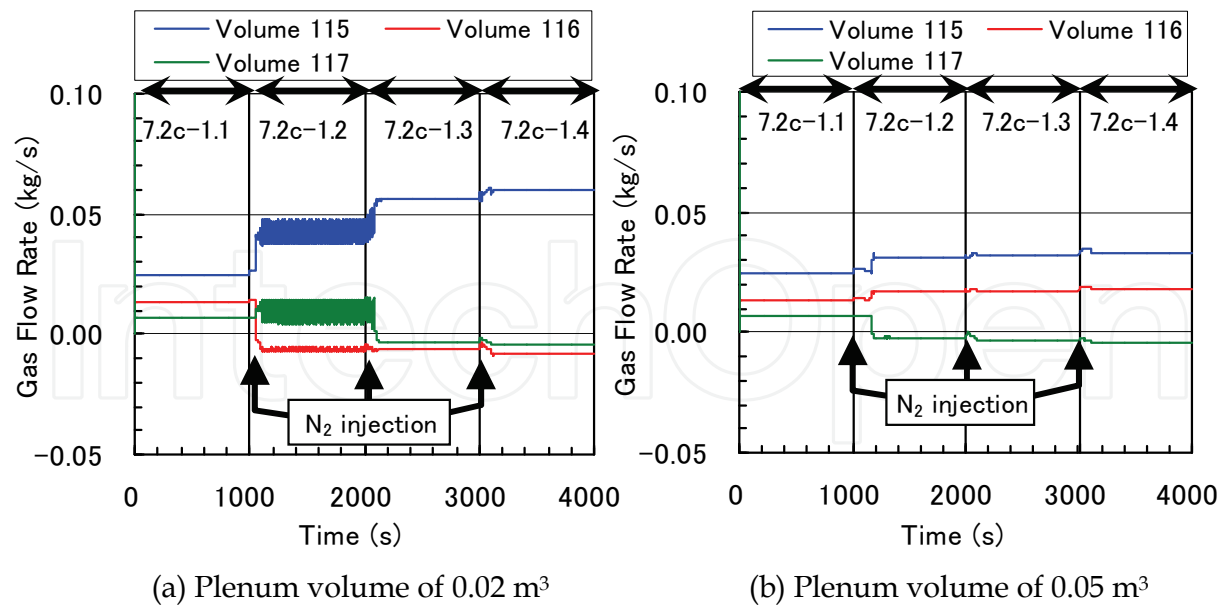 Volume 115
Volume 116
Volume 117
0.10
0.05
0.00
−0.05
Gas Flow Rate (kg/s)
7.2c−1.1
7.2c−1.2
7.2c−1.3
7.2c−1.4
N₂ injection
0
1000
2000
3000
4000
Time (s)
(a) Plenum volume of 0.02 m³
Volume 115
Volume 116
Volume 117
0.10
0.05
0.00
−0.05
Gas Flow Rate (kg/s)
7.2c−1.1
7.2c−1.2
7.2c−1.3
7.2c−1.4
N₂ injection
0
1000
2000
3000
4000
Time (s)
(b) Plenum volume of 0.05 m³
IntechOpen